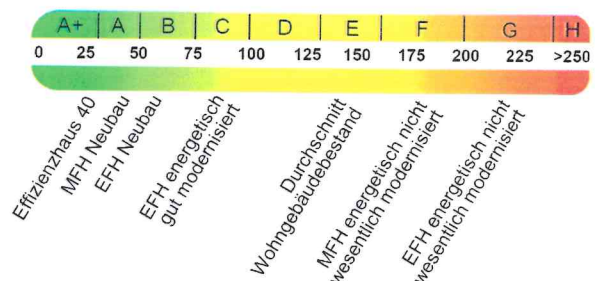 A+ A B C D E F G H
0 25 50 75 100 125 150 175 200 225 >250
Effizienzhaus 40
MFH Neubau
EFH Neubau
EFH energetisch
gut modernisiert
Durchschnitt
Wohngebäudebestand
MFH energetisch nicht
wesentlich modernisiert
EFH energetisch nicht
wesentlich modernisiert